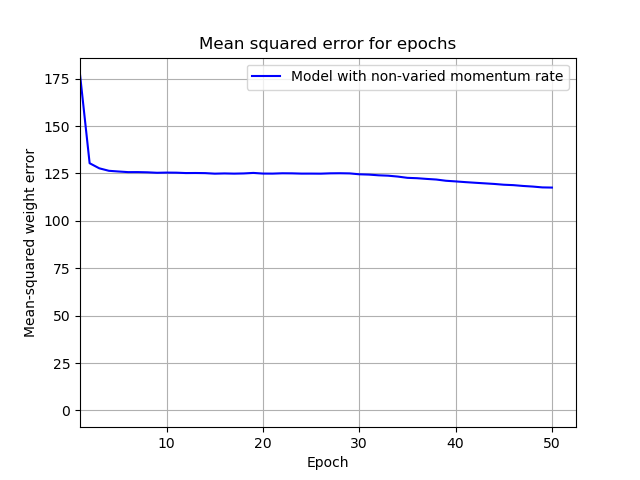 Mean squared error for epochs
Model with non-varied momentum rate
Mean-squared weight error
175
150
125
100
75
50
25
0
10 20 30 40 50
Epoch